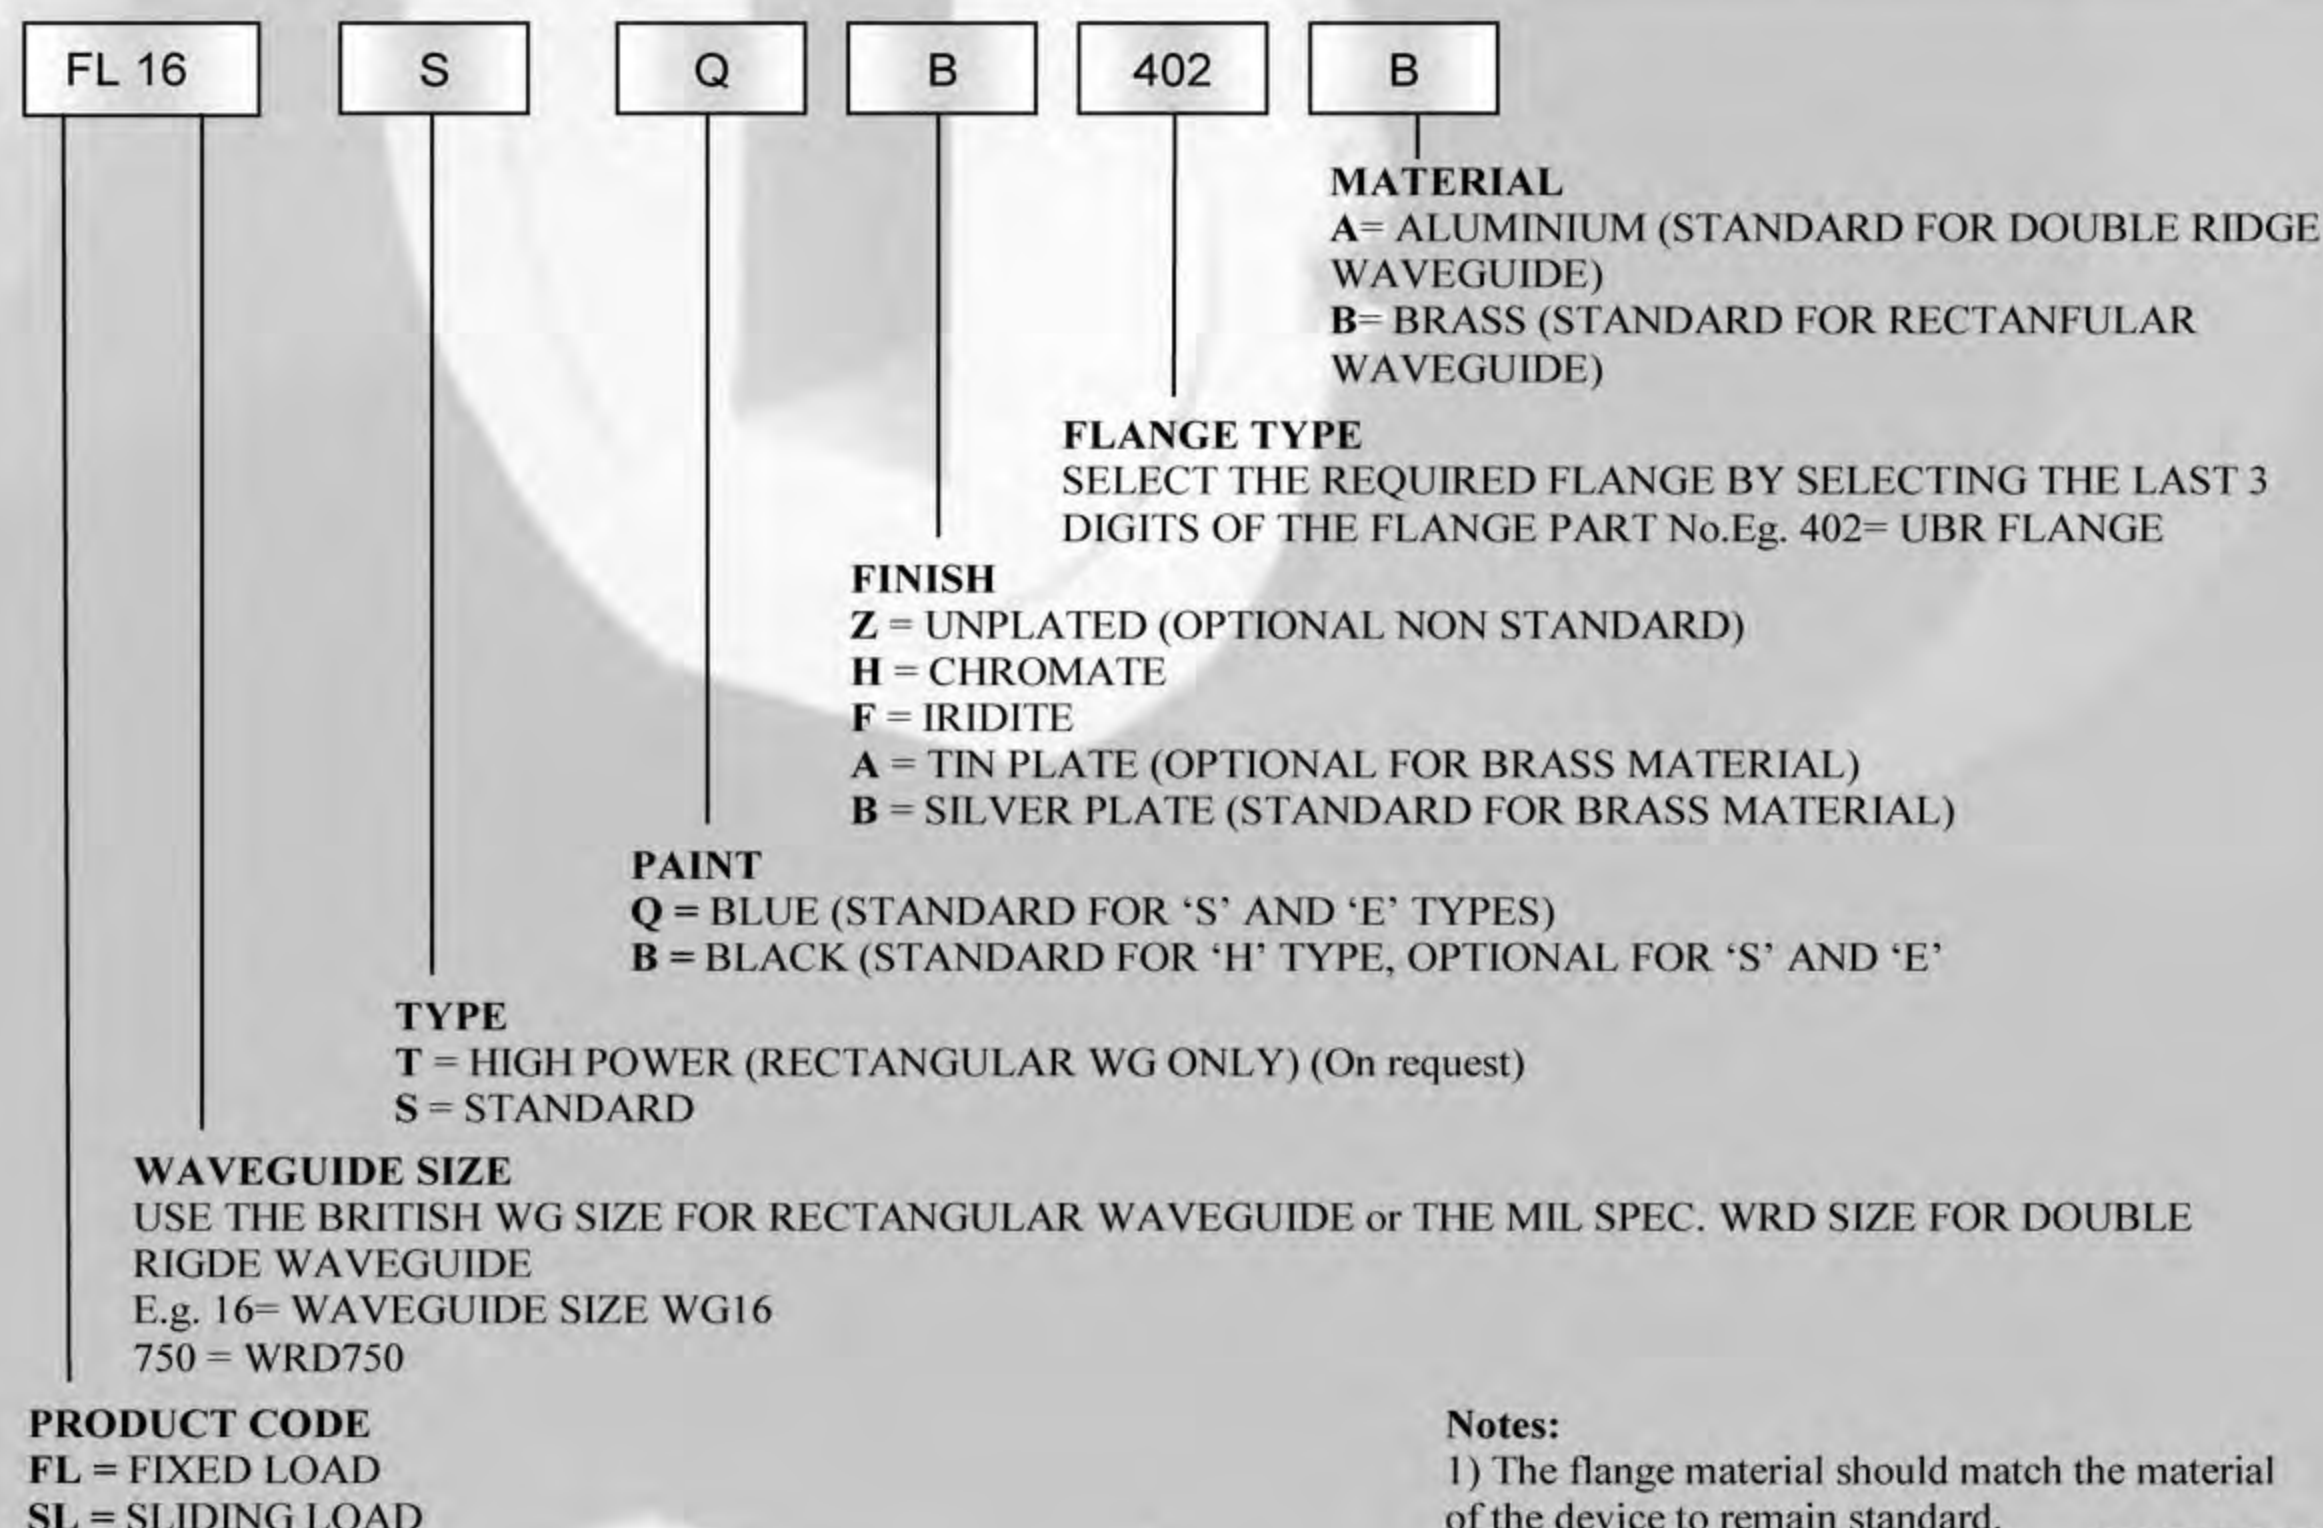 FL 16 S Q B 402 B
MATERIAL
A= ALUMINIUM (STANDARD FOR DOUBLE RIDGE
WAVEGUIDE)
B= BRASS (STANDARD FOR RECTANFULAR
WAVEGUIDE)
FLANGE TYPE
SELECT THE REQUIRED FLANGE BY SELECTING THE LAST 3
DIGITS OF THE FLANGE PART No.Eg. 402= UBR FLANGE
FINISH
Z = UNPLATED (OPTIONAL NON STANDARD)
H = CHROMATE
F = IRIDITE
A = TIN PLATE (OPTIONAL FOR BRASS MATERIAL)
B = SILVER PLATE (STANDARD FOR BRASS MATERIAL)
PAINT
Q = BLUE (STANDARD FOR ‘S’ AND ‘E’ TYPES)
B = BLACK (STANDARD FOR ‘H’ TYPE, OPTIONAL FOR ‘S’ AND ‘E’
TYPE
T = HIGH POWER (RECTANGULAR WG ONLY) (On request)
S = STANDARD
WAVEGUIDE SIZE
USE THE BRITISH WG SIZE FOR RECTANGULAR WAVEGUIDE or THE MIL SPEC. WRD SIZE FOR DOUBLE
RIGDE WAVEGUIDE
E.g. 16= WAVEGUIDE SIZE WG16
750 = WRD750
PRODUCT CODE
FL = FIXED LOAD
SL = SLIDING LOAD
Notes:
1) The flange material should match the material
of the device to remain standard.